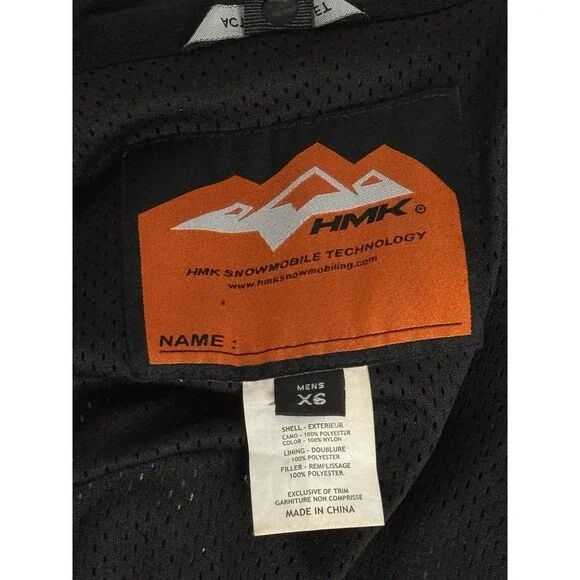 HMK ®
HMK SNOWMOBILE TECHNOLOGY
www.hmksnowmobiling.com
NAME :
MENS
XS
SHELL - EXTERIEUR
CAMO - 100% POLYESTER
COLOR - 100% NYLON
LINING - DOUBLURE
100% POLYESTER
FILLER - REMPLISSAGE
100% POLYESTER
EXCLUSIVE OF TRIM
GARNITURE NON COMPRISE
MADE IN CHINA